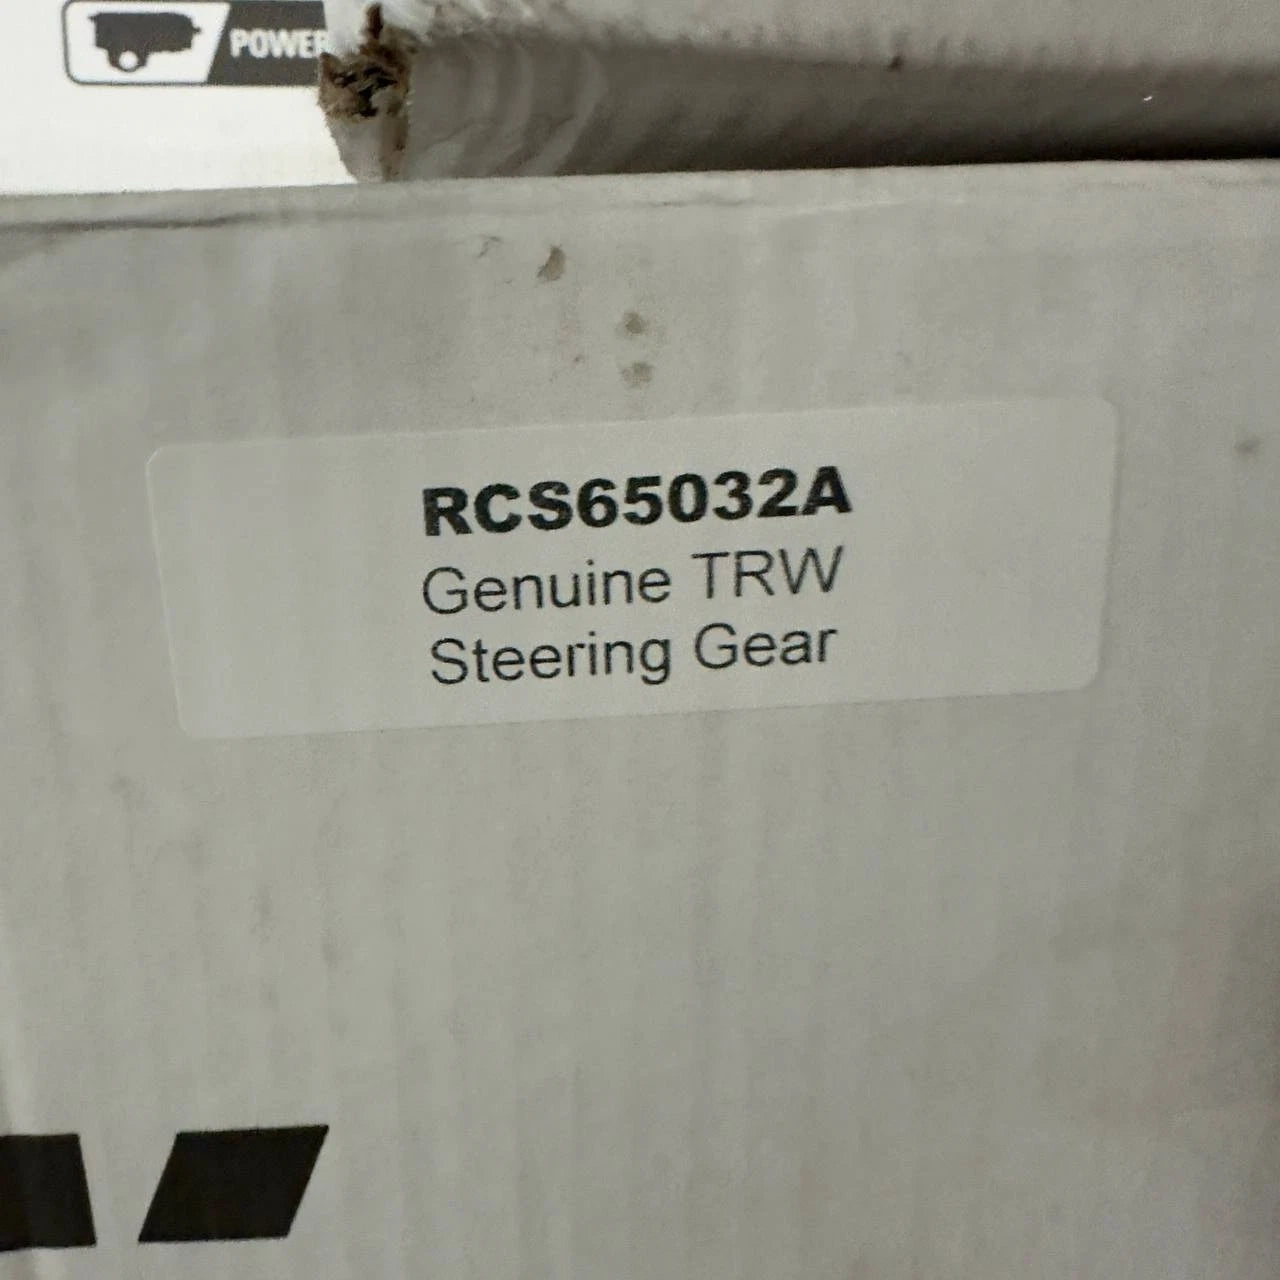 POWER
RCS65032A
Genuine TRW
Steering Gear